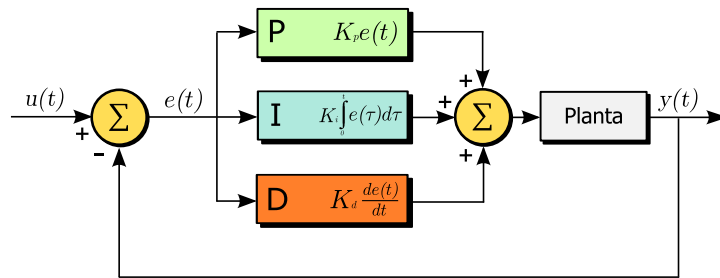 P K_p e(t)
u(t)
Σ
e(t)
I K_i ∫_0^t e(τ)dτ
Σ
Planta
y(t)
+
-
+
+
+
D K_d de(t)/dt